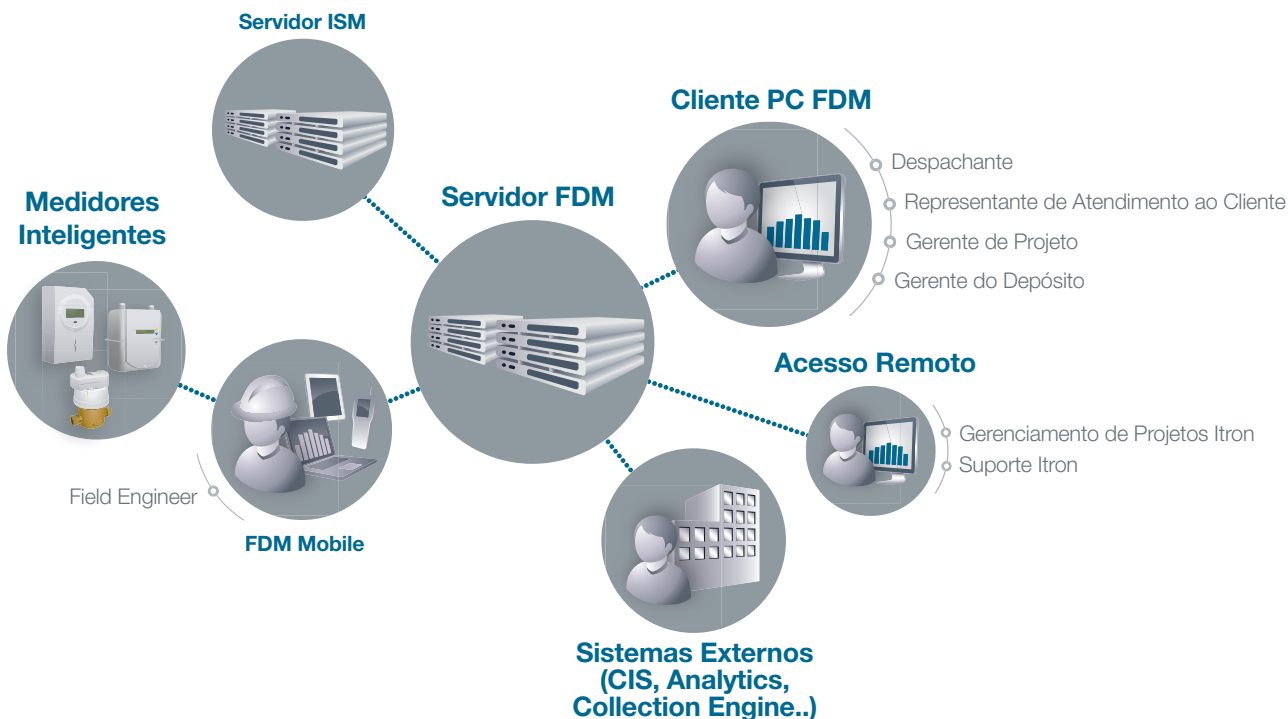 Servidor ISM
Cliente PC FDM
Despachante
Representante de Atendimento ao Cliente
Gerente de Projeto
Gerente do Depósito
Medidores
Inteligentes
Servidor FDM
Acesso Remoto
Gerenciamento de Projetos Itron
Suporte Itron
Field Engineer
FDM Mobile
Sistemas Externos
(CIS, Analytics,
Collection Engine..)